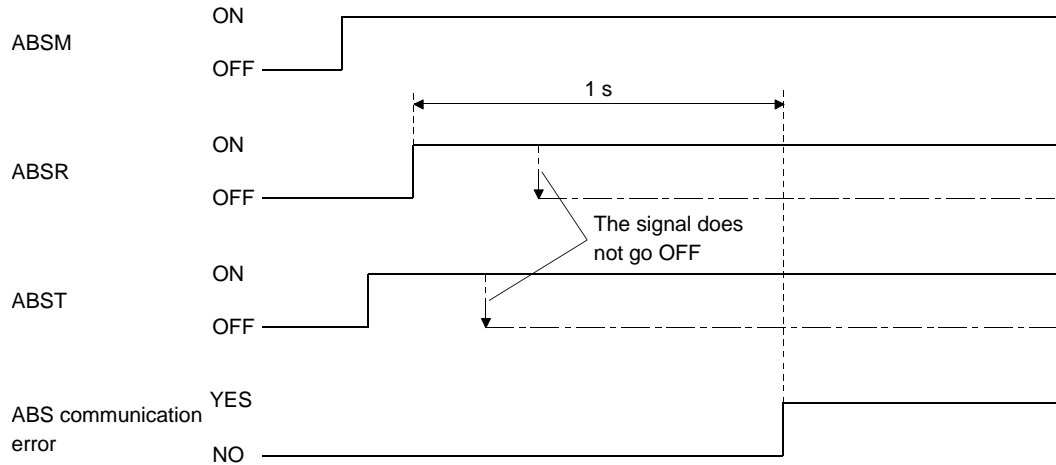 ON
ABSM
OFF
1 s
ON
ABSR
OFF
The signal does
not go OFF
ON
ABST
OFF
YES
ABS communication
error
NO